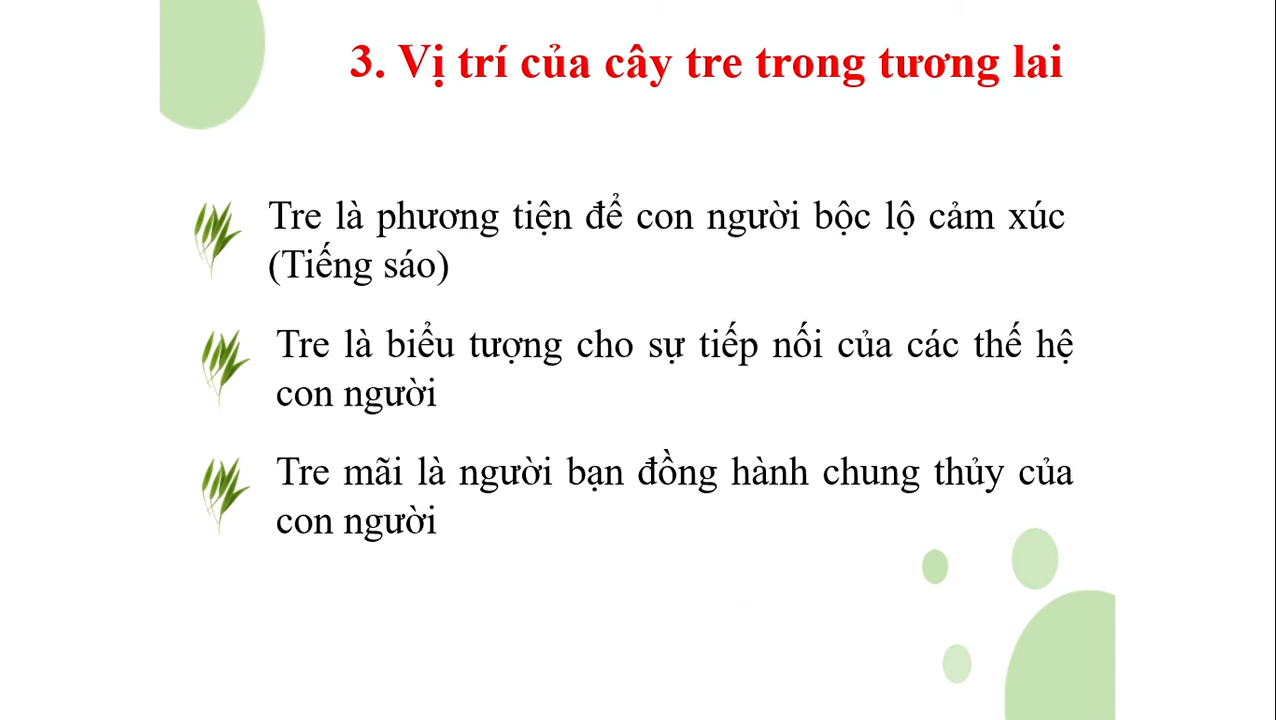 3. Vị trí của cây tre trong tương lai
Tre là phương tiện để con người bộc lộ cảm xúc
(Tiếng sáo)
Tre là biểu tượng cho sự tiếp nối của các thế hệ
con người
Tre mãi là người bạn đồng hành chung thủy của
con người